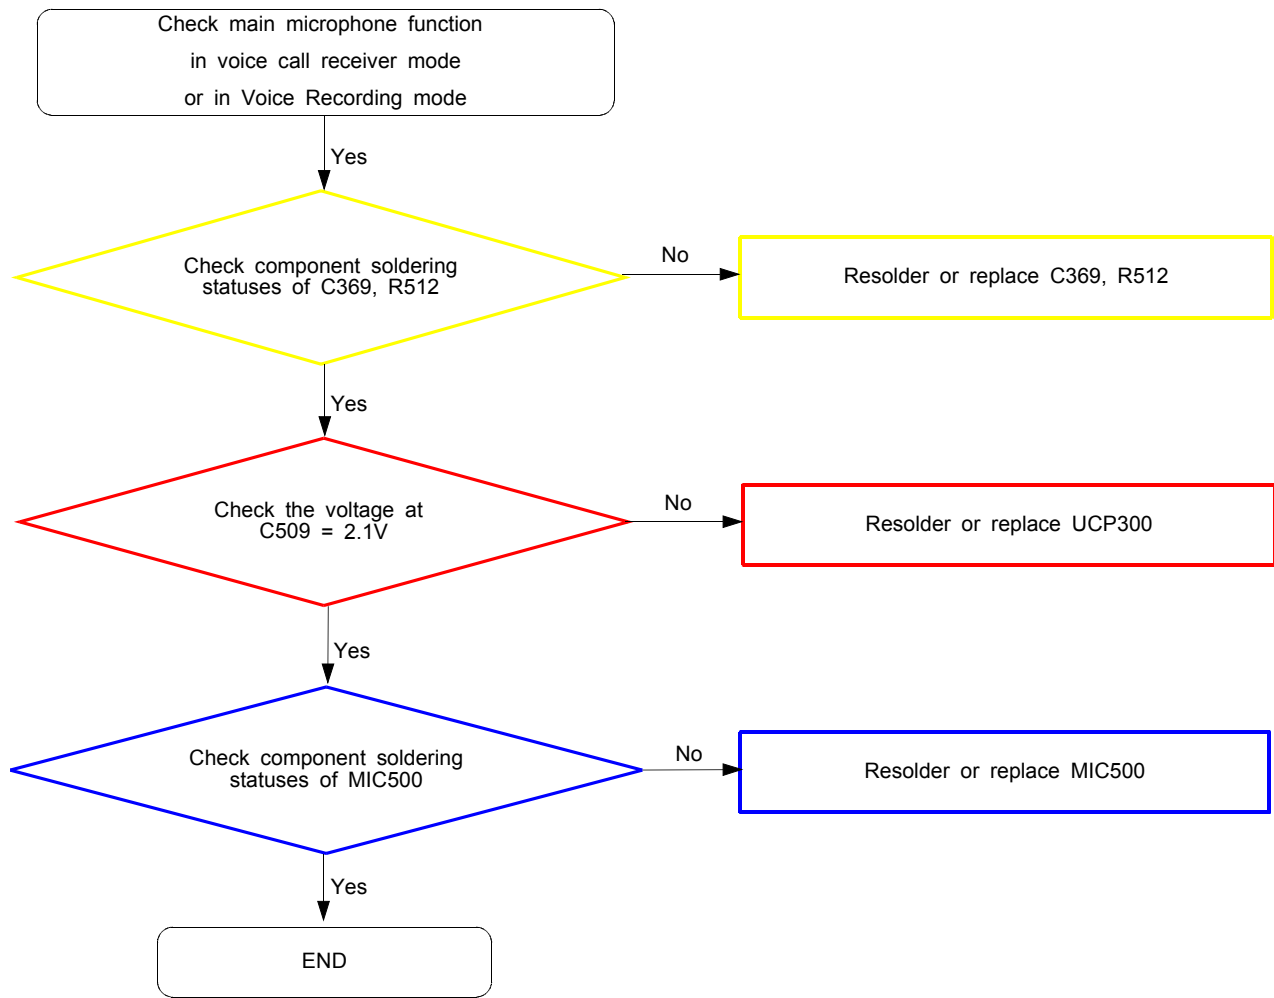 Check main microphone function
in voice call receiver mode
or in Voice Recording mode
Yes
Check component soldering
statuses of C369, R512
No
Resolder or replace C369, R512
Yes
Check the voltage at
C509 = 2.1V
No
Resolder or replace UCP300
Yes
Check component soldering
statuses of MIC500
No
Resolder or replace MIC500
Yes
END